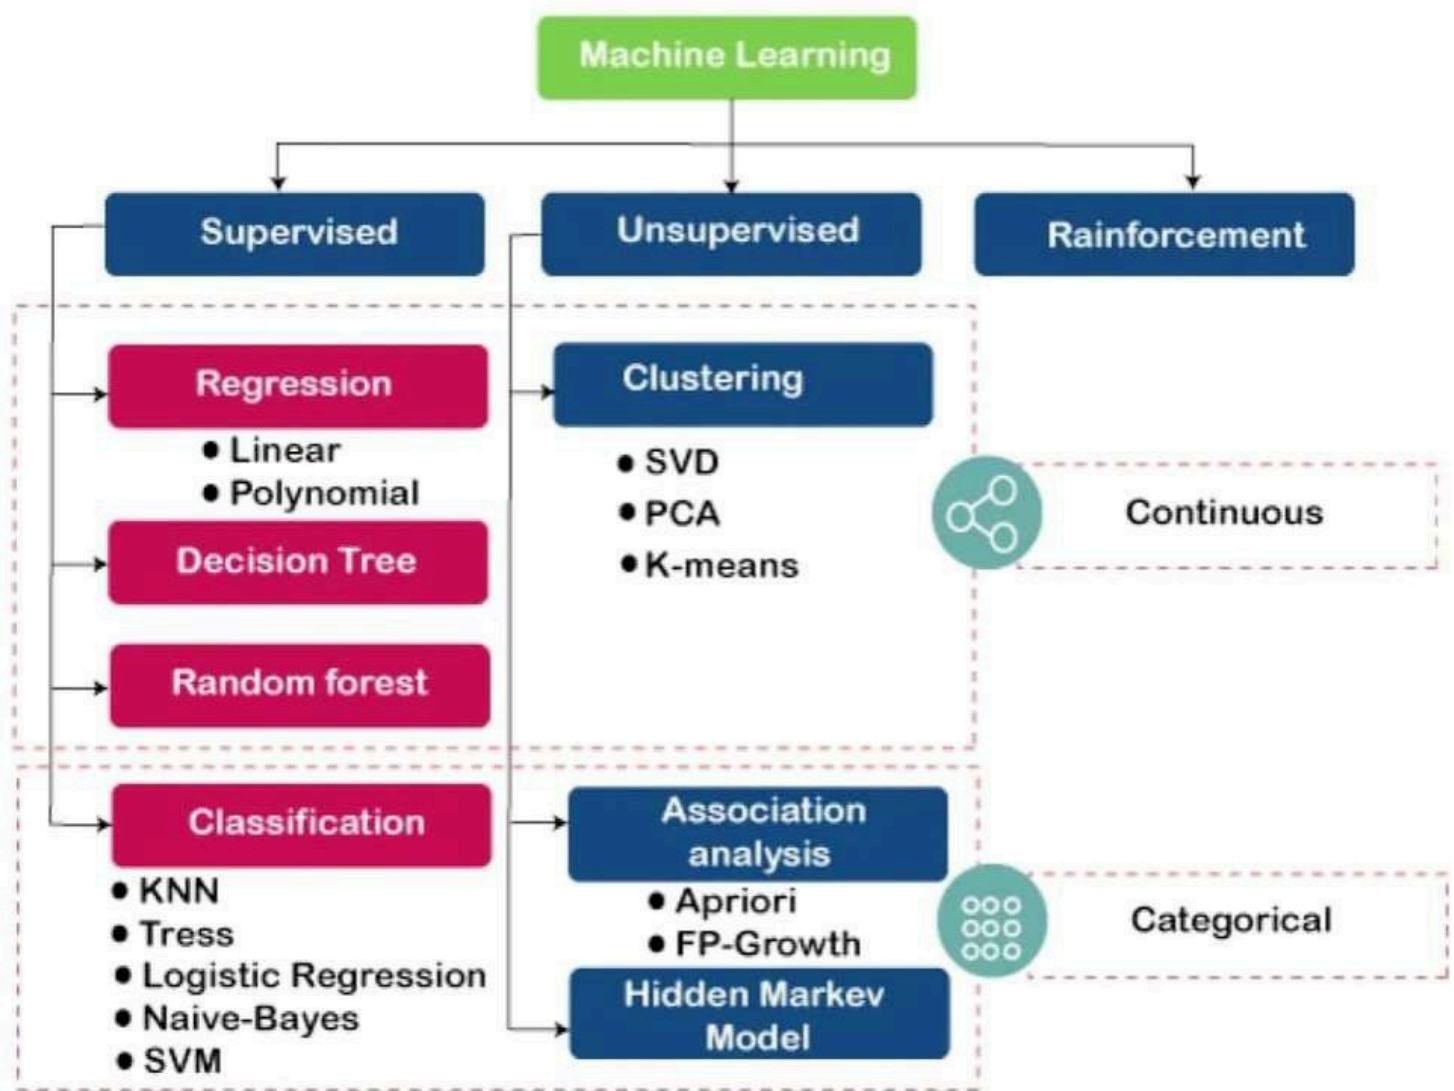 Machine Learning
Supervised
Unsupervised
Rainforcement
Regression
• Linear
• Polynomial
Decision Tree
Random forest
Clustering
• SVD
• PCA
• K-means
Continuous
Classification
• KNN
• Tress
• Logistic Regression
• Naive-Bayes
• SVM
Association
analysis
• Apriori
• FP-Growth
Hidden Markev
Model
Categorical